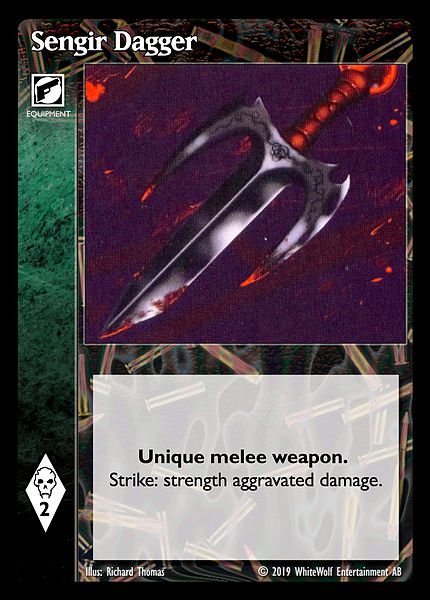 Sengir Dagger
EQUIPMENT
Unique melee weapon.
Strike: strength aggravated damage.
2
Illus: Richard Thomas
© 2019 WhiteWolf Entertainment AB